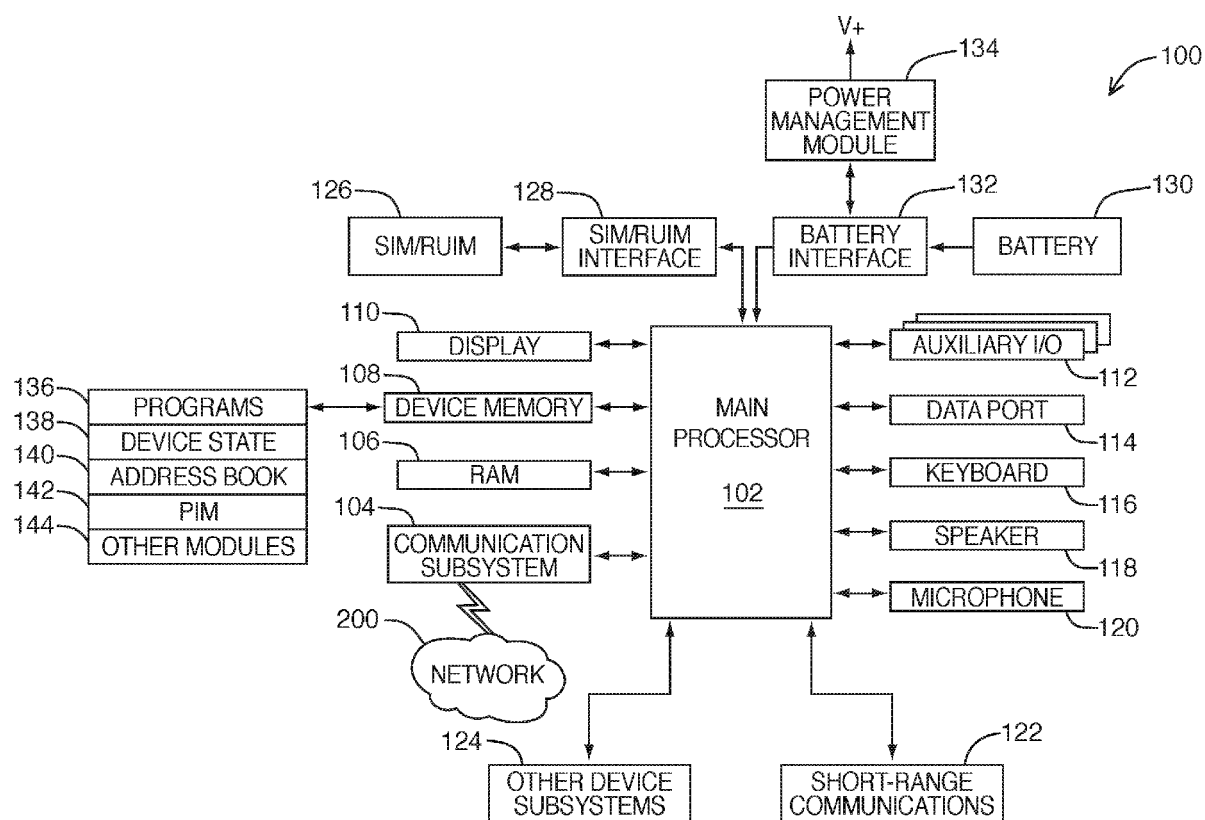 V+
134
100
POWER
MANAGEMENT
MODULE
126
128
132
130
SIM/RUIM
SIM/RUIM
INTERFACE
BATTERY
INTERFACE
BATTERY
110
DISPLAY
AUXILIARY I/O
112
136
138
140
142
144
PROGRAMS
DEVICE STATE
ADDRESS BOOK
PIM
OTHER MODULES
108
DEVICE MEMORY
MAIN
PROCESSOR
102
DATA PORT
114
106
RAM
KEYBOARD
116
104
COMMUNICATION
SUBSYSTEM
SPEAKER
118
MICROPHONE
120
200
NETWORK
124
OTHER DEVICE
SUBSYSTEMS
122
SHORT-RANGE
COMMUNICATIONS